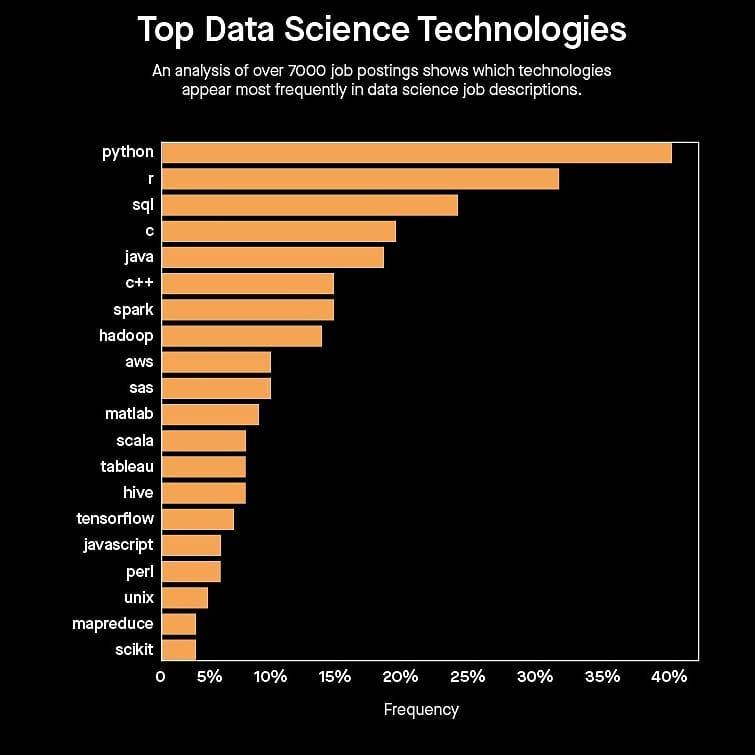 Top Data Science Technologies
An analysis of over 7000 job postings shows which technologies
appear most frequently in data science job descriptions.
python
r
sql
c
java
c++
spark
hadoop
aws
sas
matlab
scala
tableau
hive
tensorflow
javascript
perl
unix
mapreduce
scikit
0 5% 10% 15% 20% 25% 30% 35% 40%
Frequency